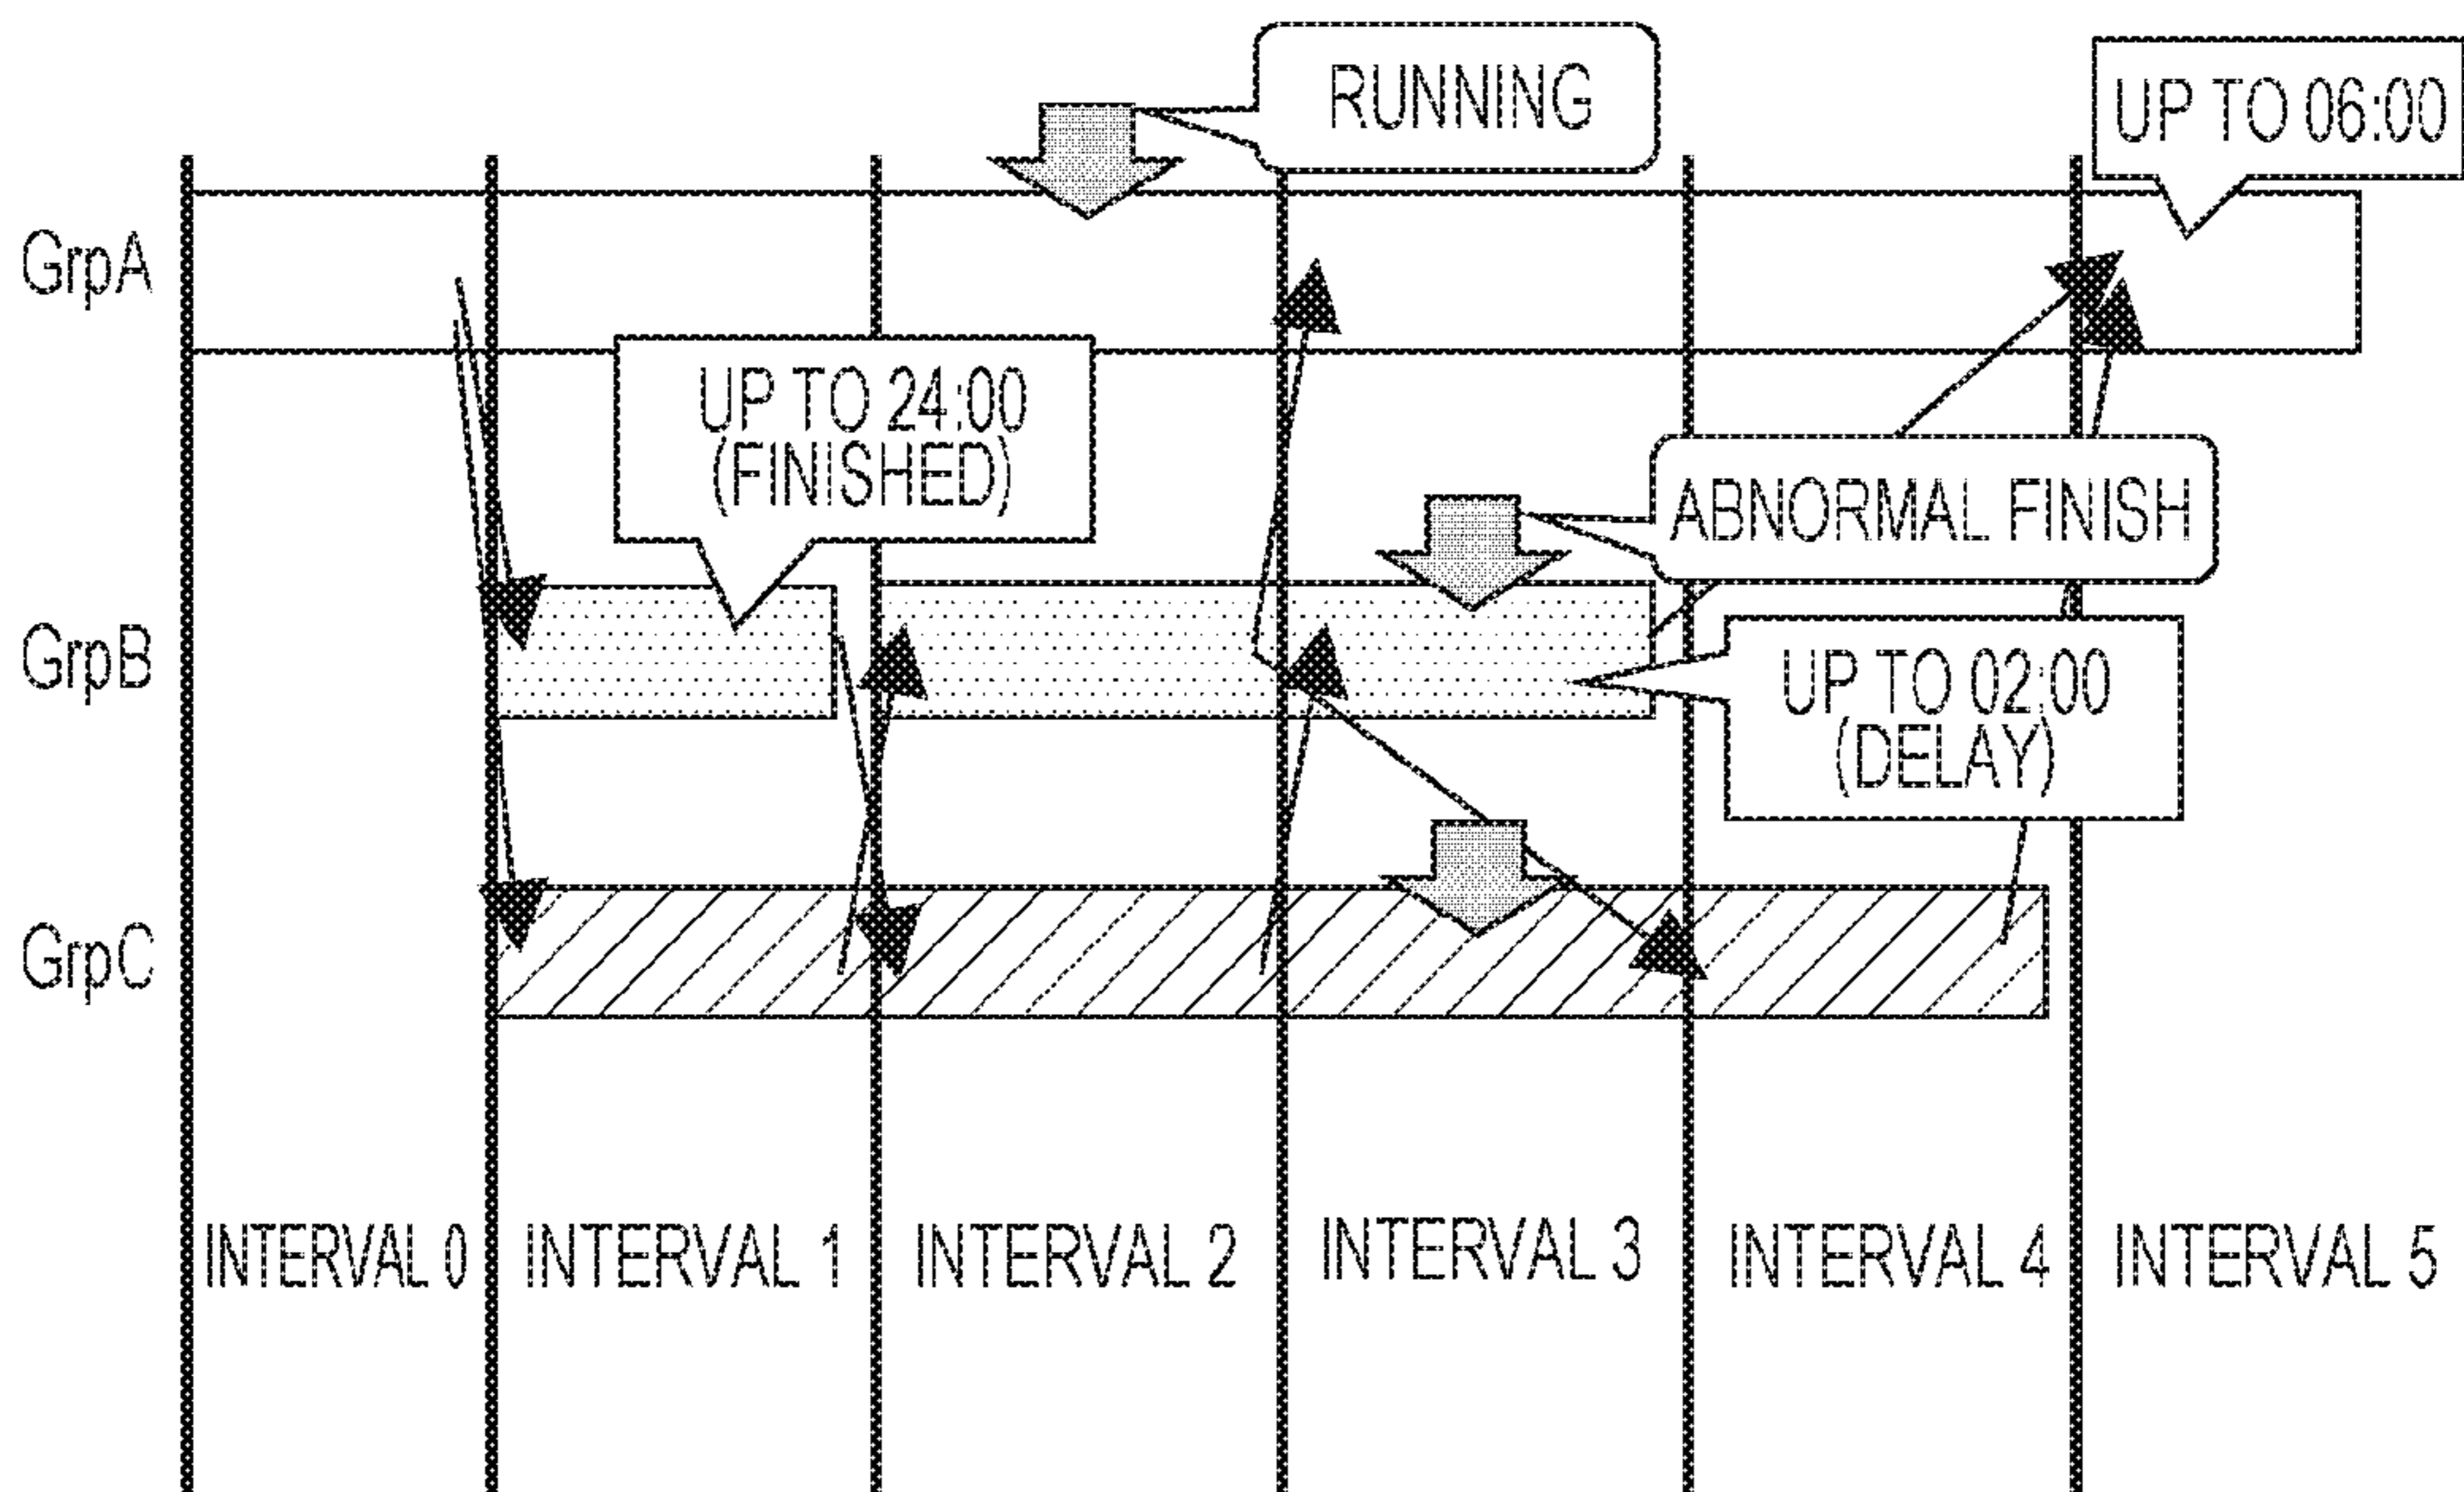 RUNNING
UP TO 06:00
GrpA
UP TO 24:00
(FINISHED)
ABNORMAL FINISH
GrpB
UP TO 02:00
(DELAY)
GrpC
INTERVAL 0
INTERVAL 1
INTERVAL 2
INTERVAL 3
INTERVAL 4
INTERVAL 5